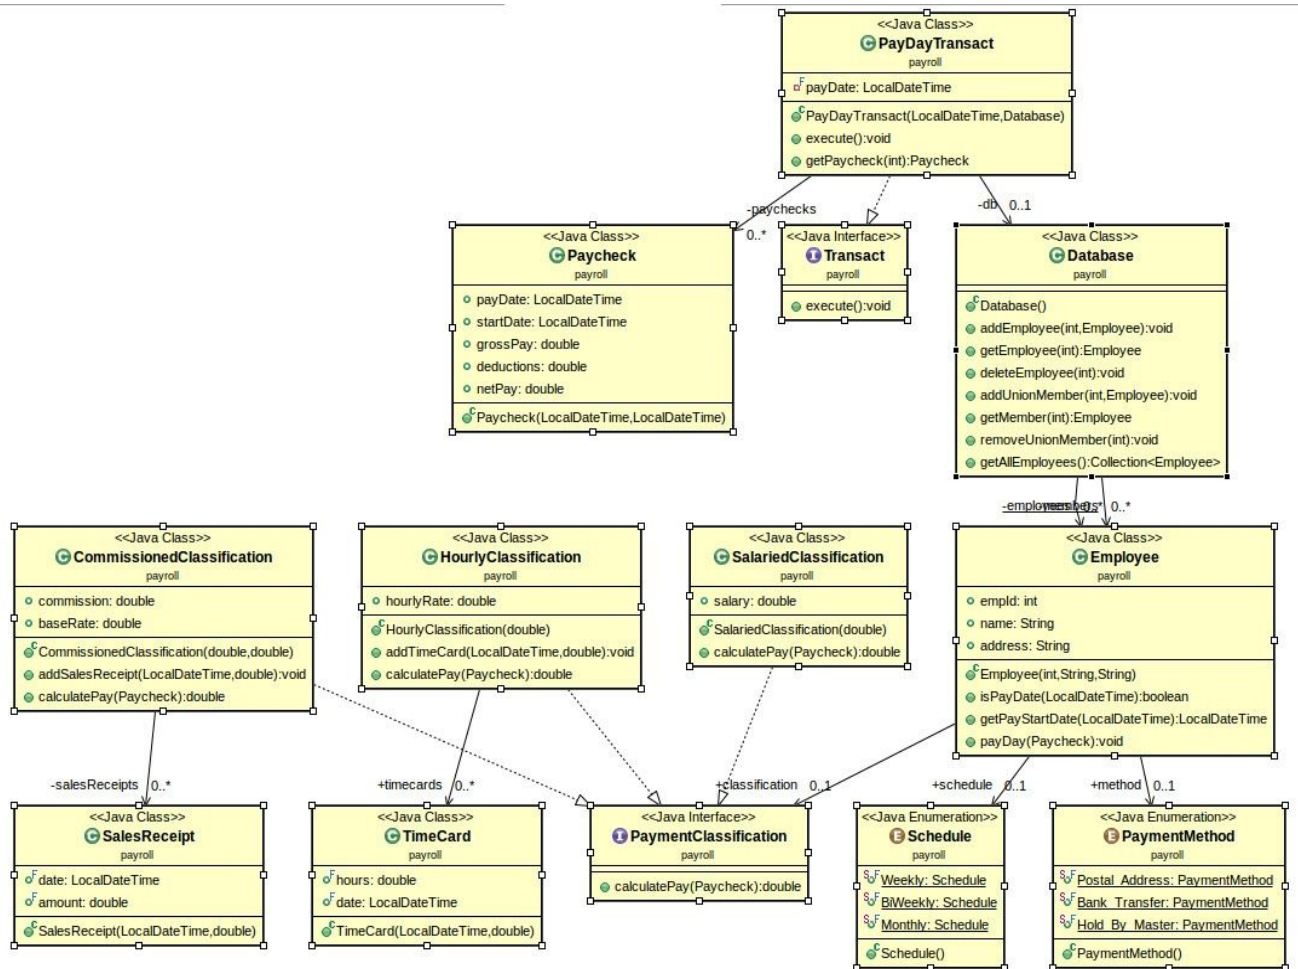 <<Java Class>>
PayDayTransact
payroll
payDate: LocalDateTime
PayDayTransact(LocalDateTime,Database)
execute():void
getPaycheck(int):Paycheck
-paychecks
0..*
-db 0..1
<<Java Class>>
Paycheck
payroll
payDate: LocalDateTime
startDate: LocalDateTime
grossPay: double
deductions: double
netPay: double
Paycheck(LocalDateTime,LocalDateTime)
<<Java Interface>>
Transact
payroll
execute():void
<<Java Class>>
Database
payroll
Database()
addEmployee(int,Employee):void
getEmployee(int):Employee
deleteEmployee(int):void
addUnionMember(int,Employee):void
getMember(int):Employee
removeUnionMember(int):void
getAllEmployees():Collection<Employee>
0..*
<<Java Class>>
CommissionedClassification
payroll
commission: double
baseRate: double
CommissionedClassification(double,double)
addSalesReceipt(LocalDateTime,double):void
calculatePay(Paycheck):double
<<Java Class>>
HourlyClassification
payroll
hourlyRate: double
HourlyClassification(double)
addTimeCard(LocalDateTime,double):void
calculatePay(Paycheck):double
<<Java Class>>
SalariedClassification
payroll
salary: double
SalariedClassification(double)
calculatePay(Paycheck):double
<<Java Class>>
Employee
payroll
empId: int
name: String
address: String
Employee(int,String,String)
isPayDate(LocalDateTime):boolean
getPayStartDate(LocalDateTime):LocalDateTime
payDay(Paycheck):void
-salesReceipts 0..*
+timecards 0..*
+classification 0..1
+schedule 0..1
+method 0..1
<<Java Class>>
SalesReceipt
payroll
date: LocalDateTime
amount: double
SalesReceipt(LocalDateTime,double)
<<Java Class>>
TimeCard
payroll
hours: double
date: LocalDateTime
TimeCard(LocalDateTime,double)
<<Java Interface>>
PaymentClassification
payroll
calculatePay(Paycheck):double
<<Java Enumeration>>
Schedule
payroll
Weekly: Schedule
BiWeekly: Schedule
Monthly: Schedule
Schedule()
<<Java Enumeration>>
PaymentMethod
payroll
Postal_Address: PaymentMethod
Bank_Transfer: PaymentMethod
Hold_By_Master: PaymentMethod
PaymentMethod()